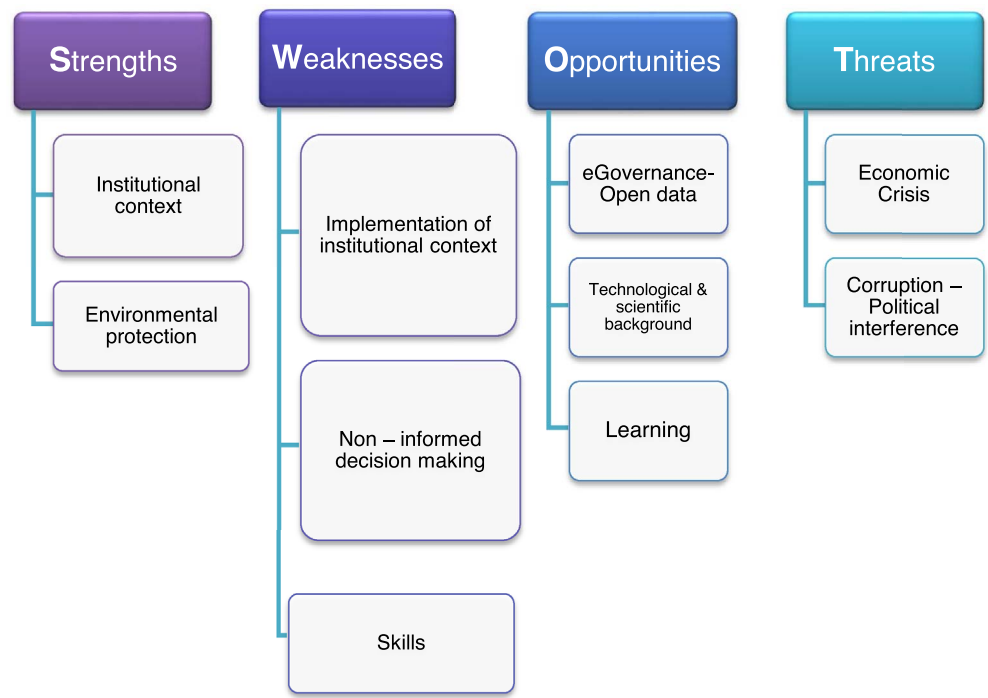 Strengths
Institutional
context
Environmental
protection
Weaknesses
Implementation of
institutional context
Non – informed
decision making
Skills
Opportunities
eGovernance-
Open data
Technological &
scientific
background
Learning
Threats
Economic
Crisis
Corruption –
Political
interference